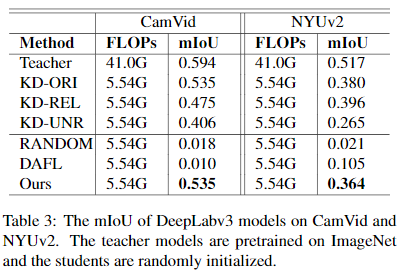 CamVid NYUv2
Method FLOPs mIoU FLOPs mIoU
Teacher 41.0G 0.594 41.0G 0.517
KD-ORI 5.54G 0.535 5.54G 0.380
KD-REL 5.54G 0.475 5.54G 0.396
KD-UNR 5.54G 0.406 5.54G 0.265
RANDOM 5.54G 0.018 5.54G 0.021
DAFL 5.54G 0.010 5.54G 0.105
Ours 5.54G 0.535 5.54G 0.364
Table 3: The mIoU of DeepLabv3 models on CamVid and
NYUv2. The teacher models are pretrained on ImageNet
and the students are randomly initialized.